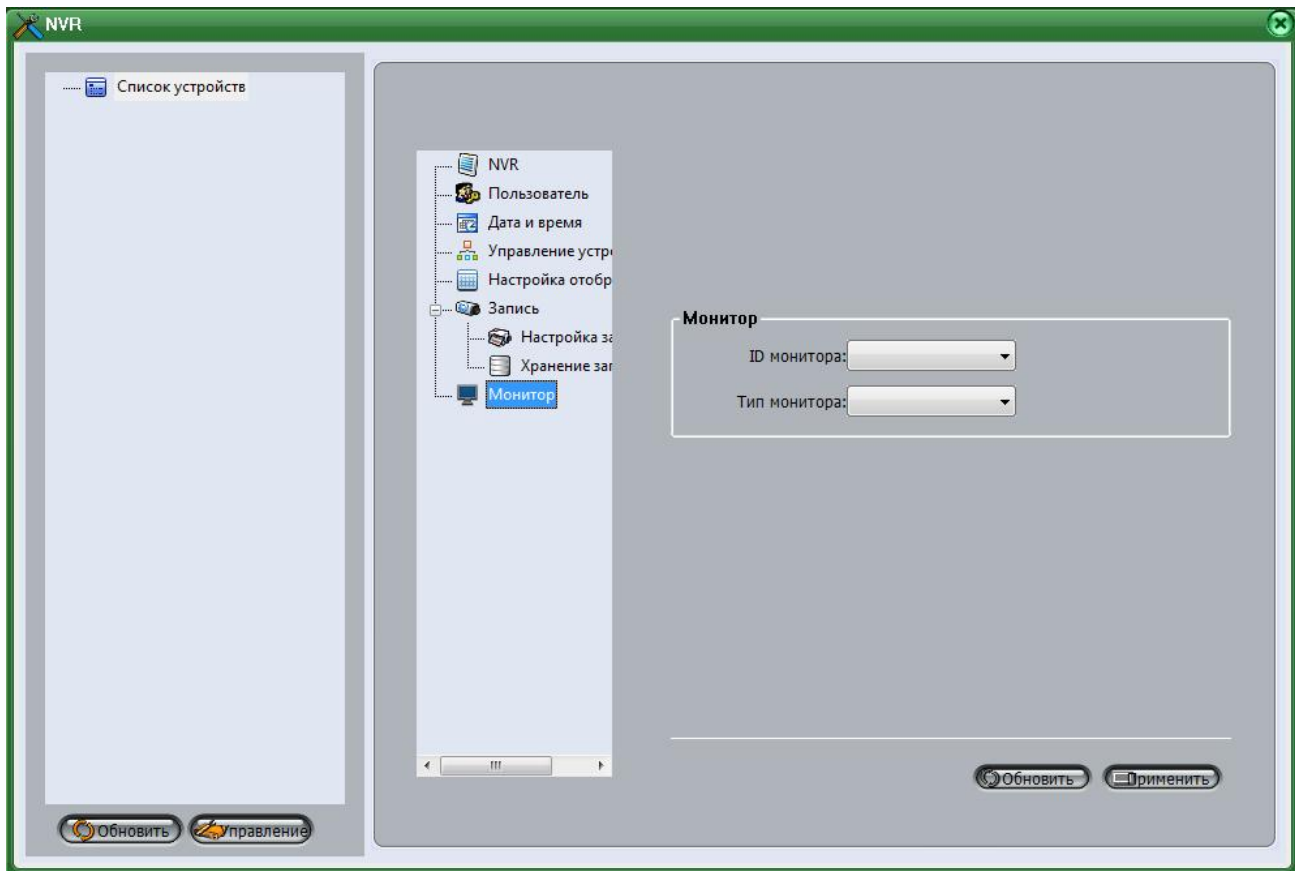 NVR
Список устройств
NVR
Пользователь
Дата и время
Управление устр
Настройка отобр
Запись
Настройка за
Хранение зап
Монитор
Монитор
ID монитора:
Тип монитора:
Обновить
Применить
Обновить
Управление